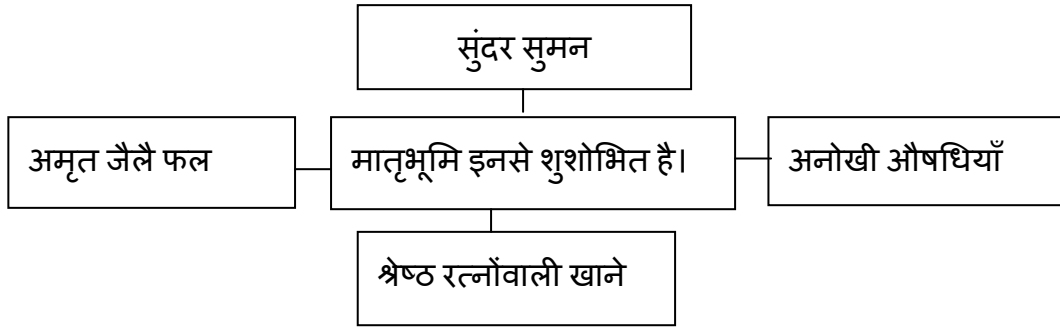 सुंदर सुमन
अमृत जैलै फल
मातृभूमि इनसे शुशोभित है।
अनोखी औषधियाँ
श्रेष्ठ रत्नोंवाली खाने